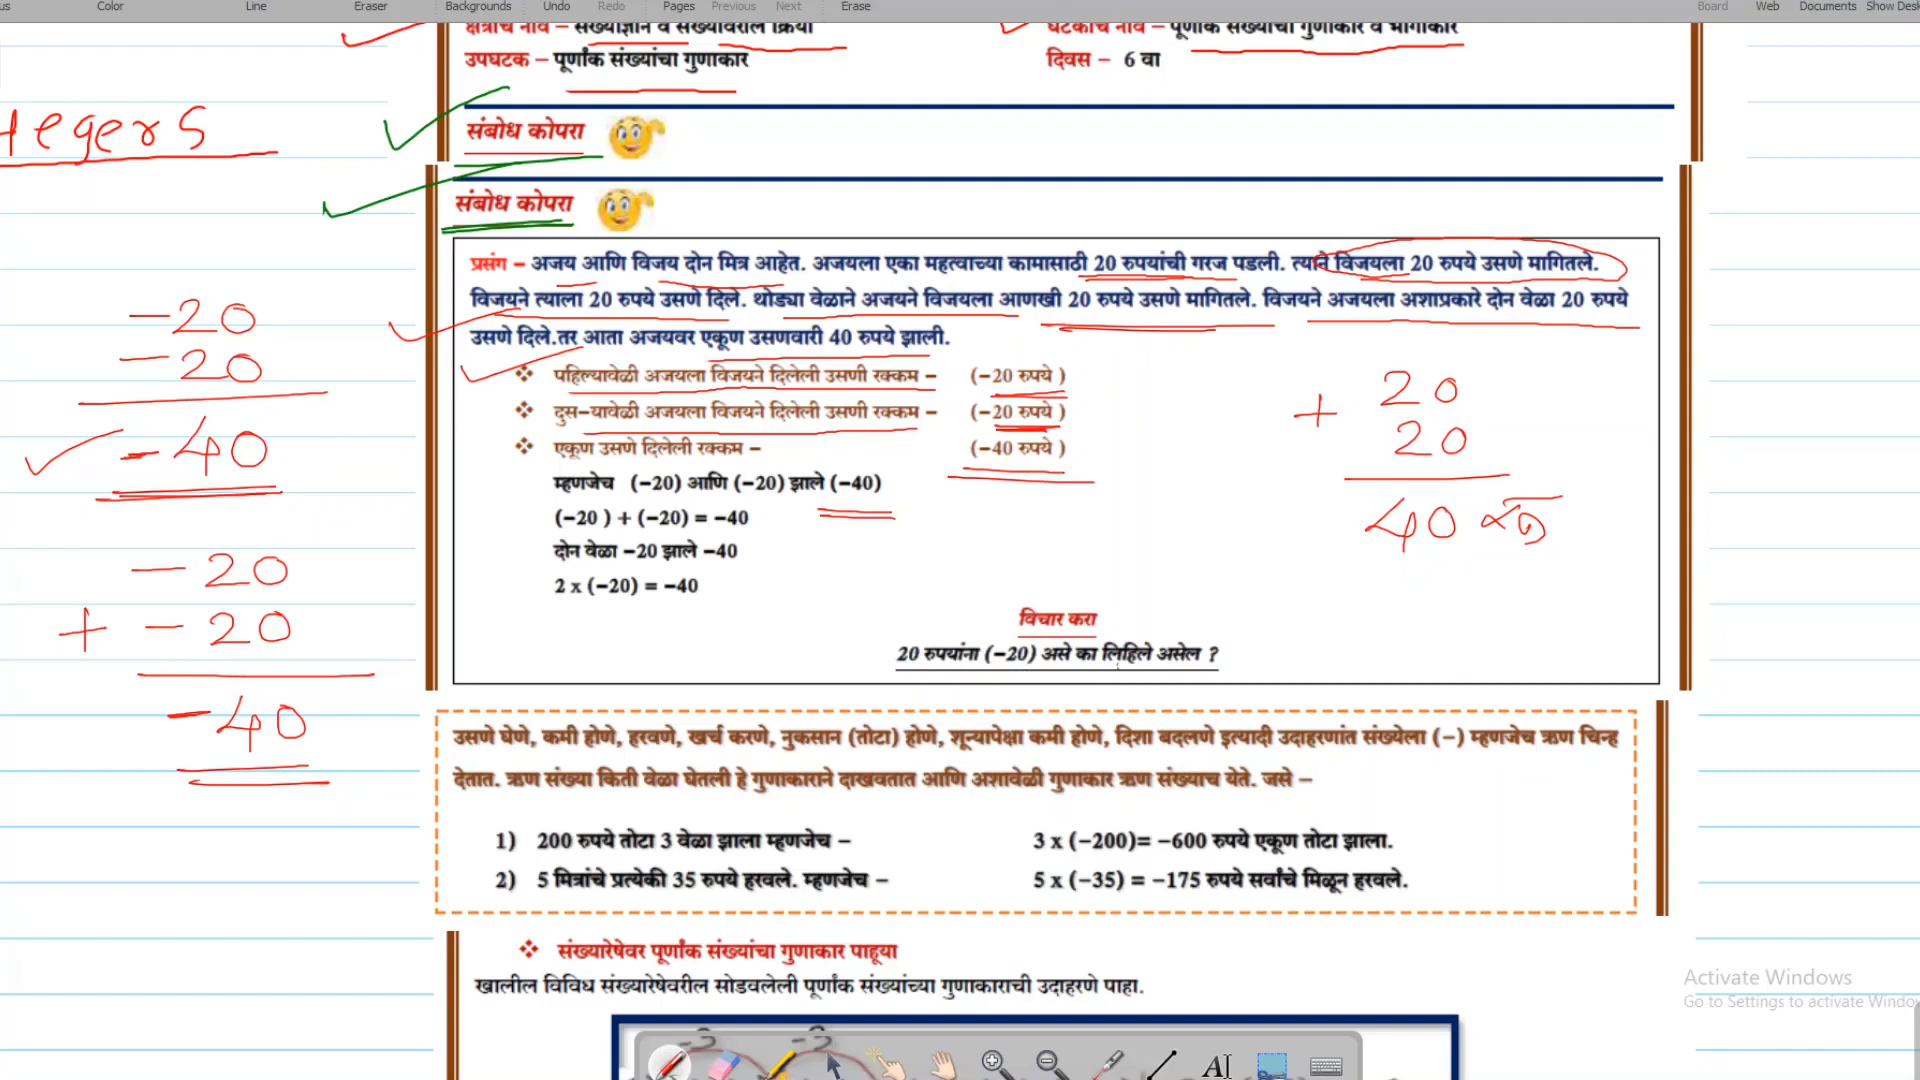 Color Line Eraser Backgrounds Undo Redo Pages Previous Next Erase Board Web Documents Show Desk
क्षेत्राचे नाव – संख्याज्ञान व संख्यावरील क्रिया
घटकाचे नाव – पूर्णांक संख्यांचा गुणाकार व भागाकार
उपघटक – पूर्णांक संख्यांचा गुणाकार
दिवस – 6 वा
tegers
संबोध कोपरा
संबोध कोपरा
प्रसंग – अजय आणि विजय दोन मित्र आहेत. अजयला एका महत्वाच्या कामासाठी 20 रुपयांची गरज पडली. त्याने विजयला 20 रुपये उसणे मागितले.
विजयने त्याला 20 रुपये उसणे दिले. थोड्या वेळाने अजयने विजयला आणखी 20 रुपये उसणे मागितले. विजयने अजयला अशाप्रकारे दोन वेळा 20 रुपये
उसणे दिले.तर आता अजयवर एकूण उसणवारी 40 रुपये झाली.
❖ पहिल्यावेळी अजयला विजयने दिलेली उसणी रक्कम – (–20 रुपये )
❖ दुस–यावेळी अजयला विजयने दिलेली उसणी रक्कम – (–20 रुपये )
❖ एकूण उसणे दिलेली रक्कम – (–40 रुपये )
म्हणजेच (–20) आणि (–20) झाले (–40)
(–20 ) + (–20) = –40
दोन वेळा –20 झाले –40
2 x (–20) = –40
विचार करा
20 रुपयांना (–20) असे का लिहिले असेल ?
–20
–20
–40
–20
+ –20
–40
20
+ 20
40
उसणे घेणे, कमी होणे, हरवणे, खर्च करणे, नुकसान (तोटा) होणे, शून्यापेक्षा कमी होणे, दिशा बदलणे इत्यादी उदाहरणांत संख्येला (–) म्हणजेच ऋण चिन्ह
देतात. ऋण संख्या किती वेळा घेतली हे गुणाकाराने दाखवतात आणि अशावेळी गुणाकार ऋण संख्याच येते. जसे –
1) 200 रुपये तोटा 3 वेळा झाला म्हणजेच – 3 x (–200)= –600 रुपये एकूण तोटा झाला.
2) 5 मित्रांचे प्रत्येकी 35 रुपये हरवले. म्हणजेच – 5 x (–35) = –175 रुपये सर्वांचे मिळून हरवले.
❖ संख्यारेषेवर पूर्णांक संख्यांचा गुणाकार पाहूया
खालील विविध संख्यारेषेवरील सोडवलेली पूर्णांक संख्यांच्या गुणाकाराची उदाहरणे पाहा.
Activate Windows
Go to Settings to activate Windo
–3 –3